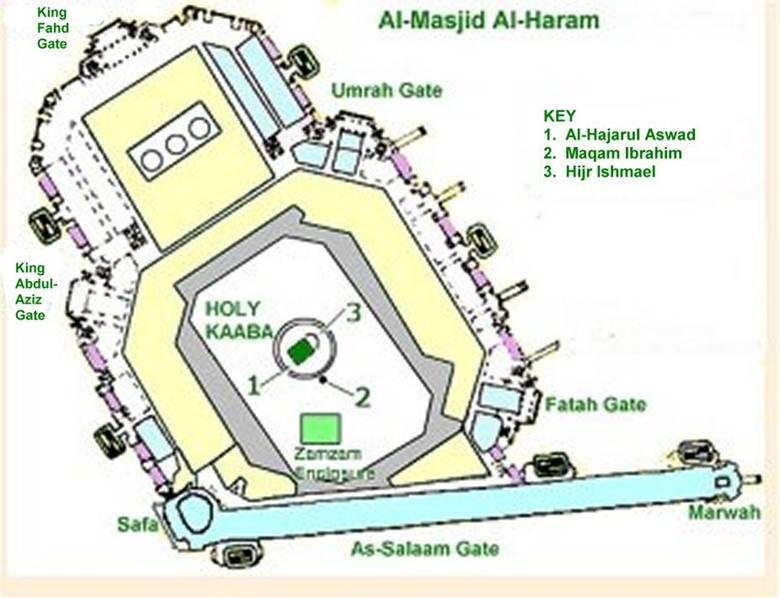 King
Fahd
Gate
Al-Masjid Al-Haram
Umrah Gate
KEY
1. Al-Hajarul Aswad
2. Maqam Ibrahim
3. Hijr Ishmael
King
Abdul-
Aziz
Gate
HOLY
KAABA
3
1
2
Fatah Gate
Zamzam
Enclosure
Safa
Marwah
As-Salaam Gate